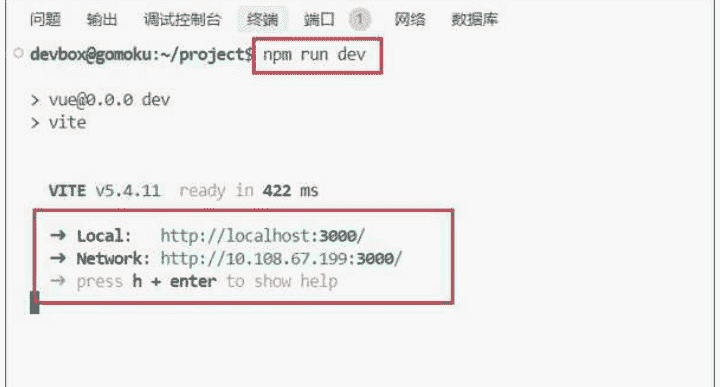 问题 输出 调试控制台 终端 端口 1 网络 数据库
devbox@gomoku:~/project$ npm run dev
> vue@0.0.0 dev
> vite
VITE v5.4.11 ready in 422 ms
➜ Local: http://localhost:3000/
➜ Network: http://10.108.67.199:3000/
➜ press h + enter to show help